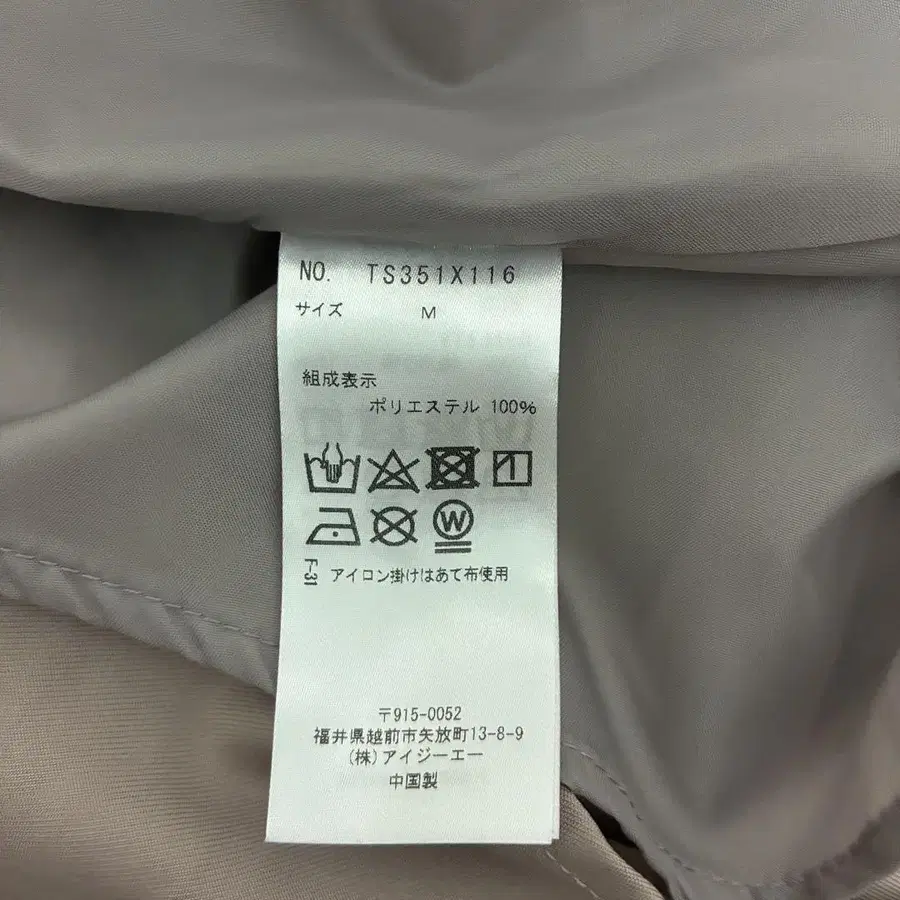 NO. TS351X116
サイズ M
組成表示
ポリエステル 100%
W
F-31 アイロン掛けはあて布使用
〒915-0052
福井県越前市矢放町13-8-9
(株)アイジーエー
中国製